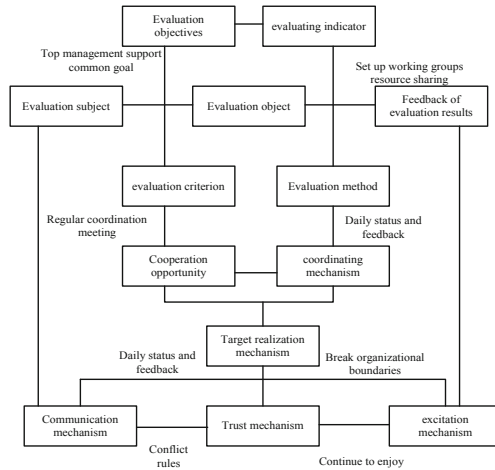 Evaluation
objectives
evaluating indicator
Top management support
common goal
Set up working groups
resource sharing
Evaluation subject
Evaluation object
Feedback of
evaluation results
evaluation criterion
Evaluation method
Regular coordination
meeting
Daily status and
feedback
Cooperation
opportunity
coordinating
mechanism
Target realization
mechanism
Daily status and
feedback
Break organizational
boundaries
Communication
mechanism
Trust mechanism
excitation mechanism
Conflict
rules
Continue to enjoy